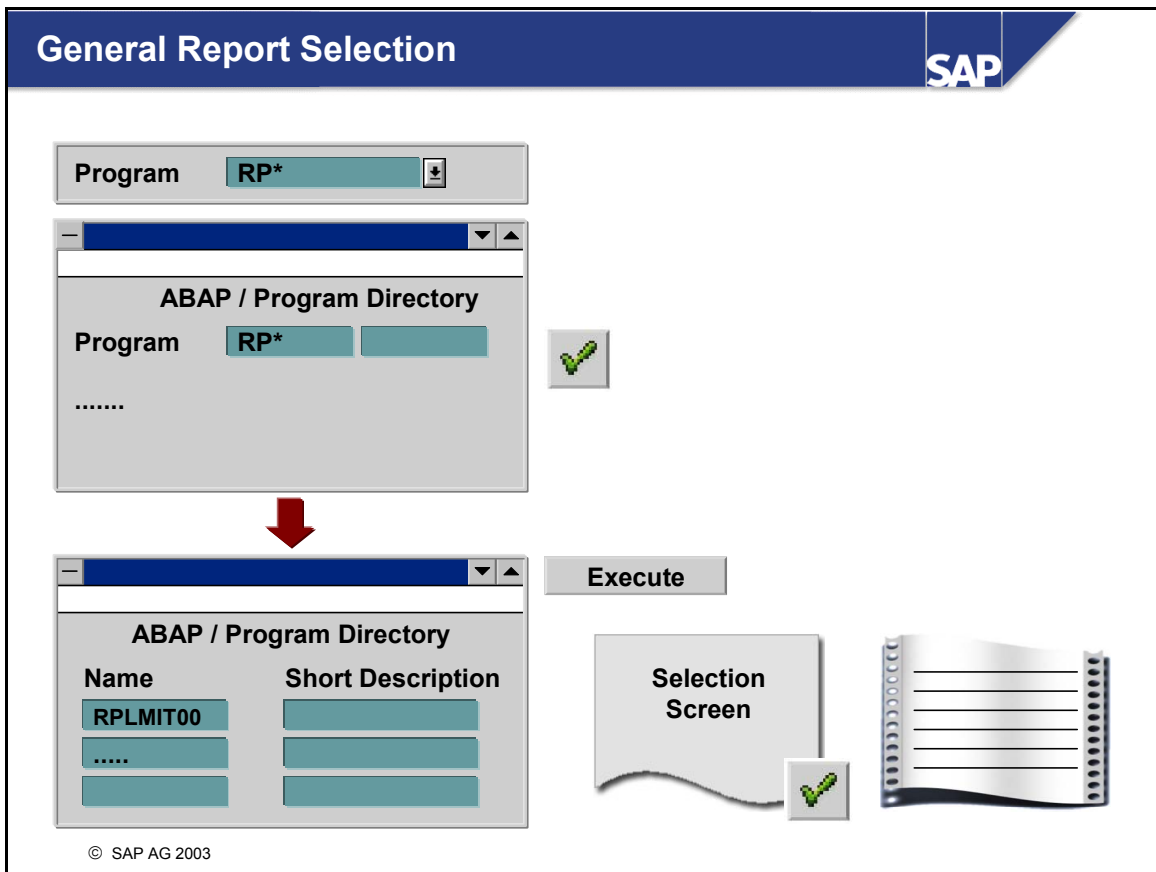 General Report Selection
SAP
Program RP*
ABAP / Program Directory
Program RP*
.......
ABAP / Program Directory
Name Short Description
RPLMIT00
.....
Execute
Selection
Screen
© SAP AG 2003